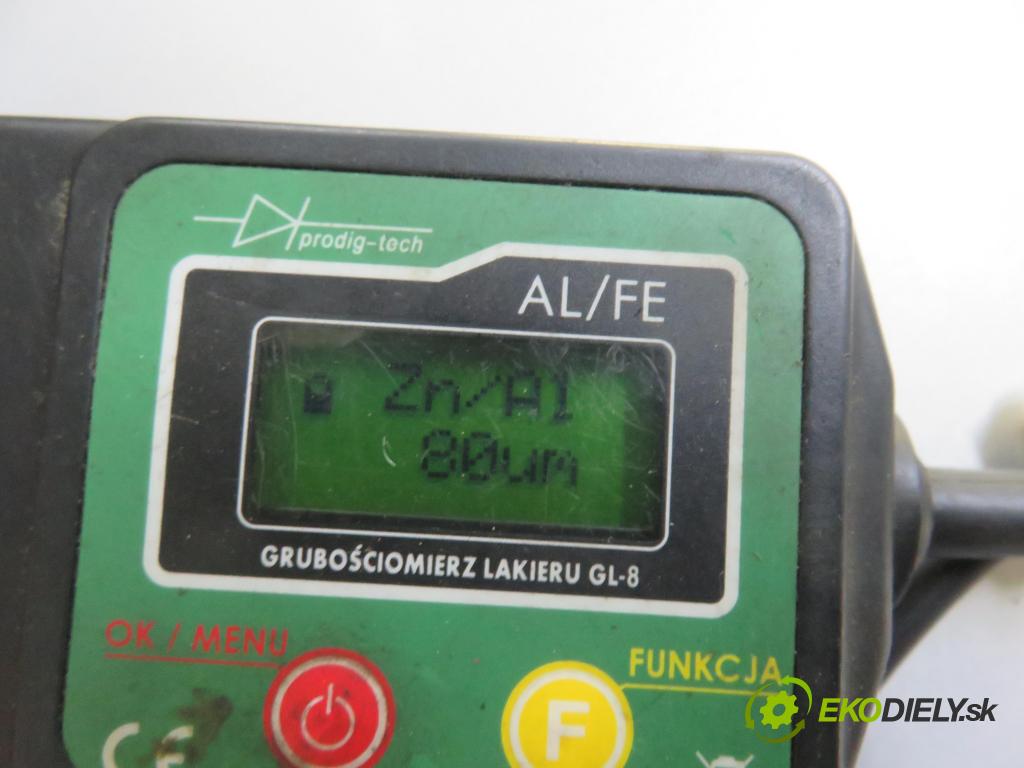 prodig-tech
AL/FE
Zn/Al
80um
GRUBOŚCIOMIERZ LAKIERU GL-8
OK / MENU
FUNKCJA
F
CE
EKODIELY.sk